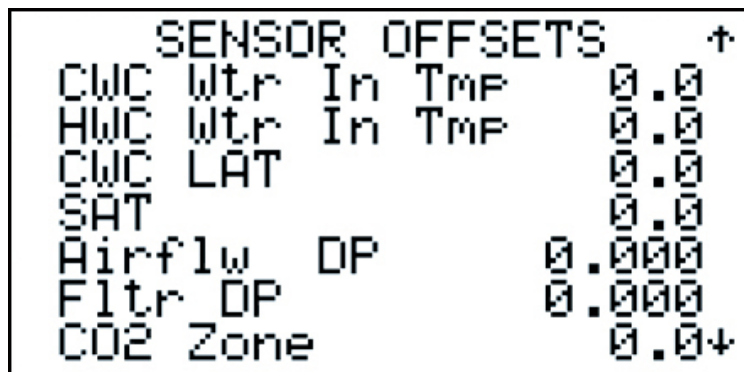 SENSOR OFFSETS ↑
CWC Wtr In Tmp 0.0
HWC Wtr In Tmp 0.0
CWC LAT 0.0
SAT 0.0
Airflw DP 0.000
Fltr DP 0.000
CO2 Zone 0.0↓